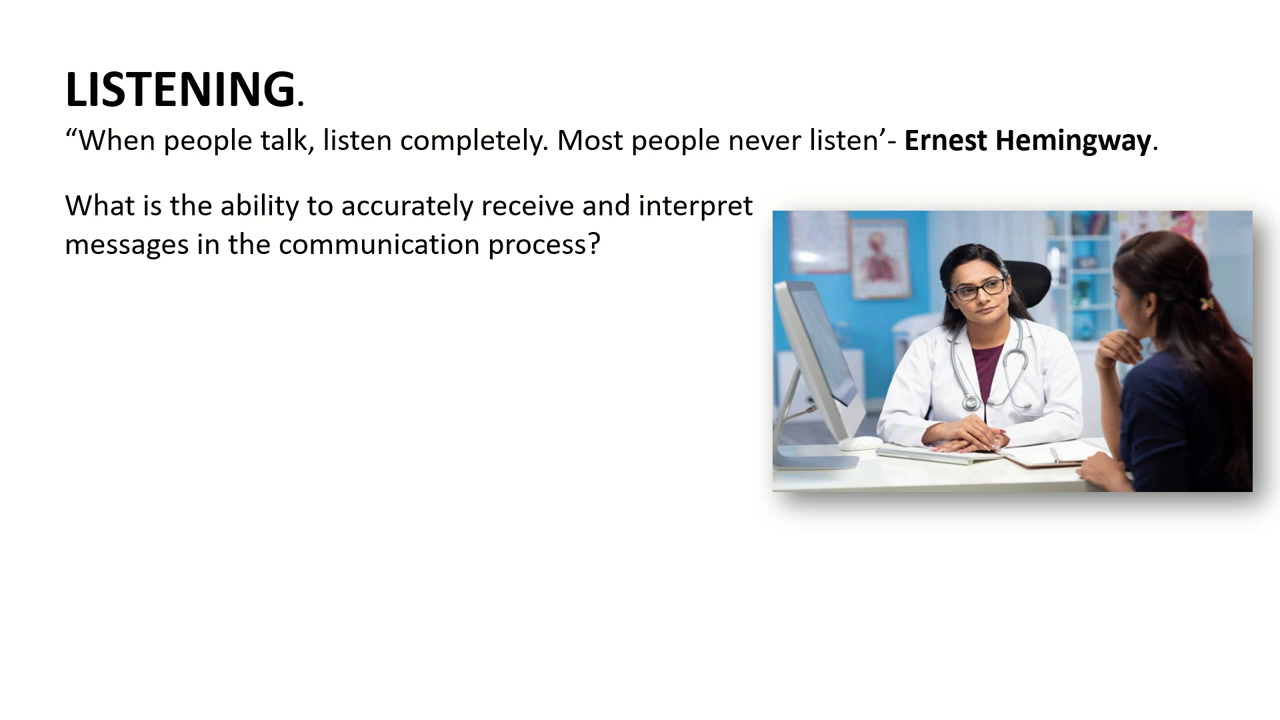 LISTENING.
“When people talk, listen completely. Most people never listen’- Ernest Hemingway.
What is the ability to accurately receive and interpret
messages in the communication process?